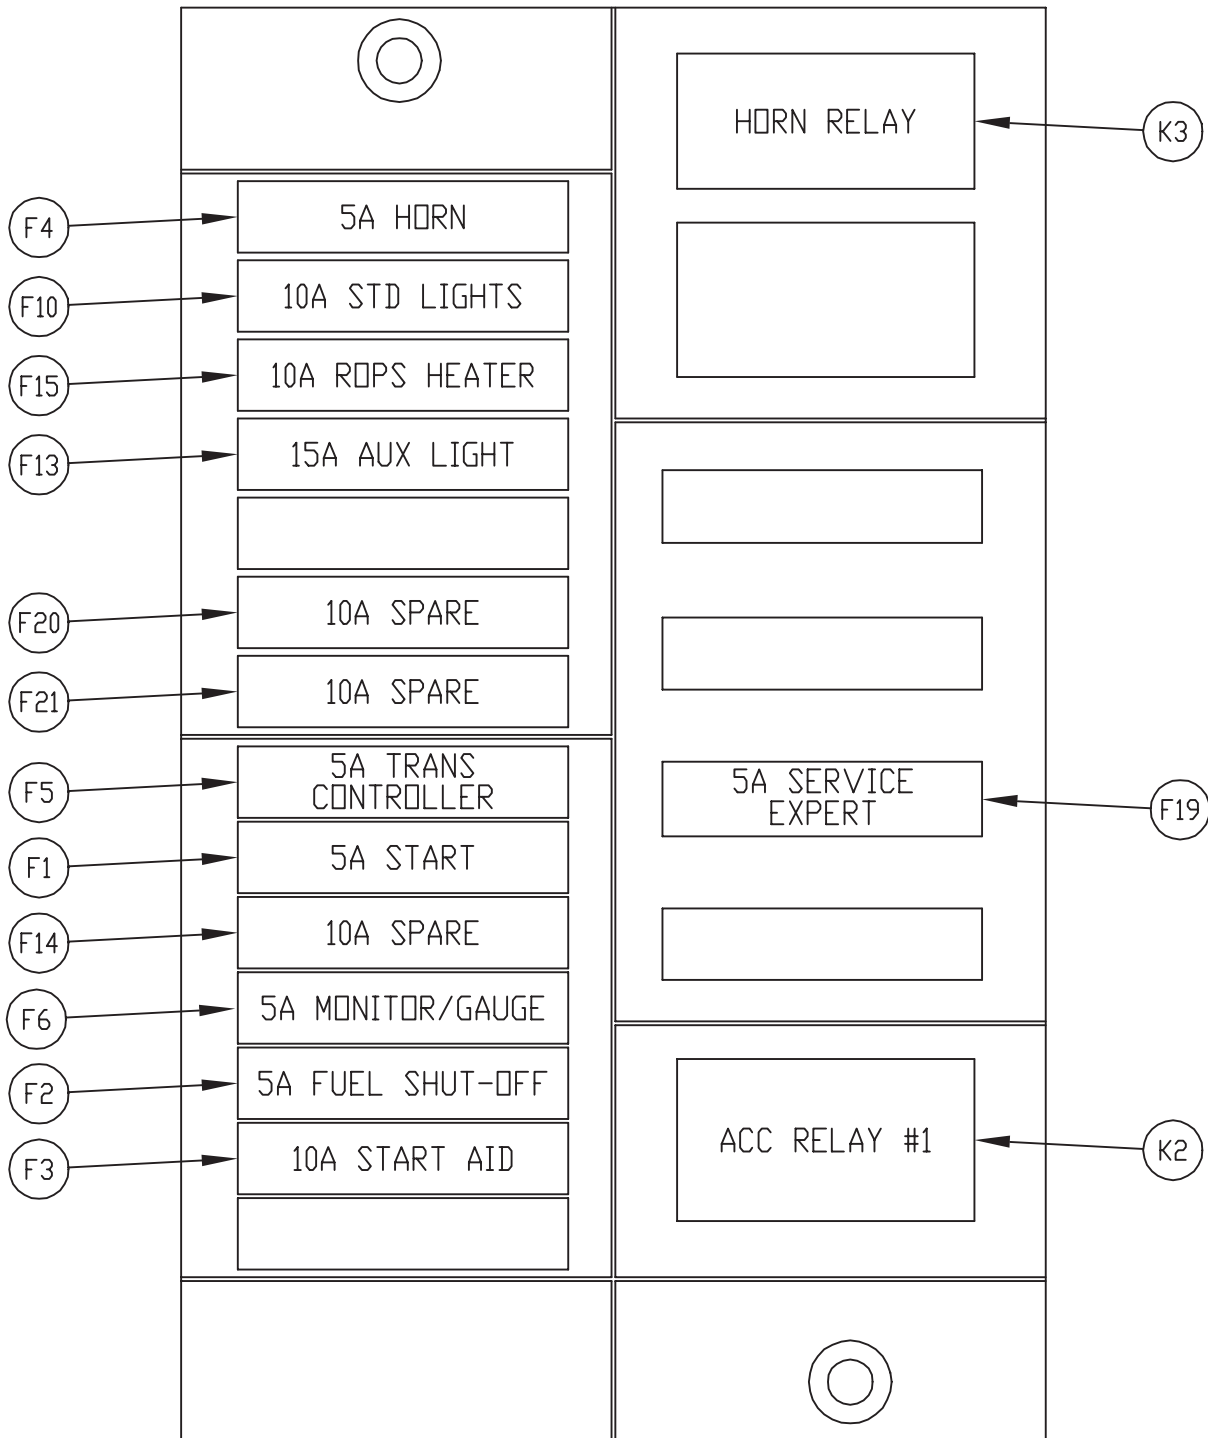 HORN RELAY
K3
F4
5A HORN
F10
10A STD LIGHTS
F15
10A ROPS HEATER
F13
15A AUX LIGHT
F20
10A SPARE
F21
10A SPARE
F5
5A TRANS
CONTROLLER
5A SERVICE
EXPERT
F19
F1
5A START
F14
10A SPARE
F6
5A MONITOR/GAUGE
F2
5A FUEL SHUT-OFF
F3
10A START AID
ACC RELAY #1
K2